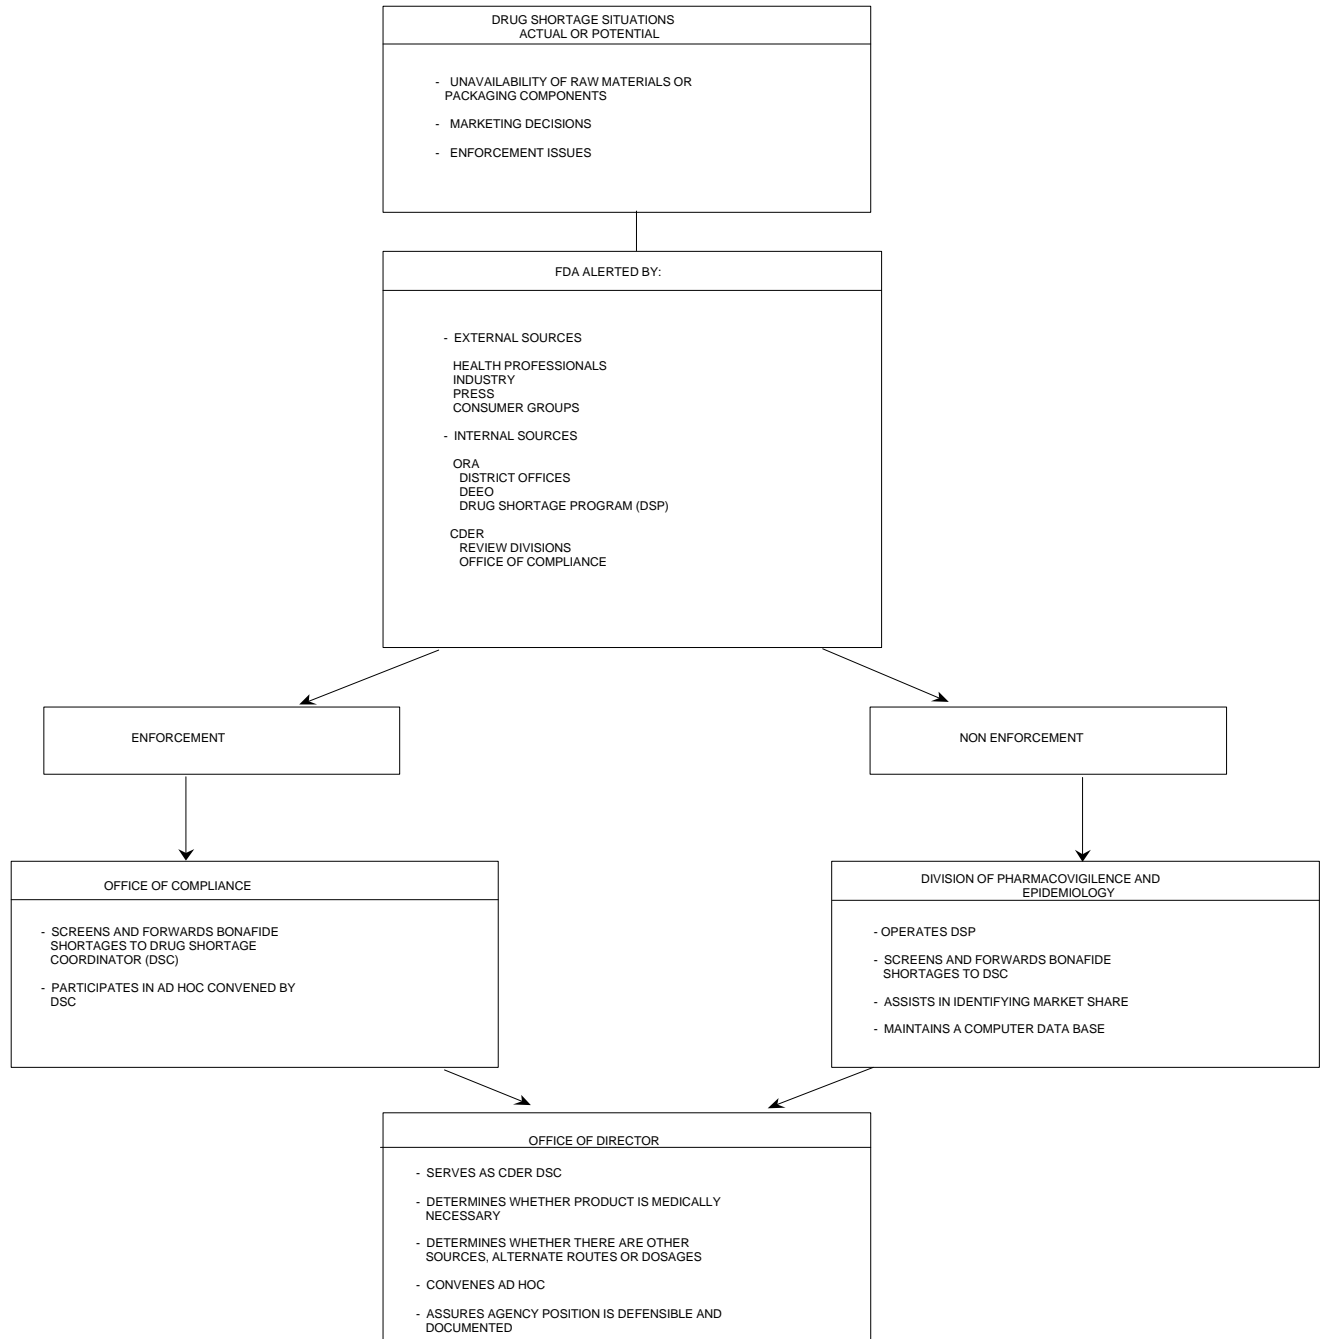 DRUG SHORTAGE SITUATIONS
ACTUAL OR POTENTIAL
- UNAVAILABILITY OF RAW MATERIALS OR
PACKAGING COMPONENTS
- MARKETING DECISIONS
- ENFORCEMENT ISSUES
FDA ALERTED BY:
- EXTERNAL SOURCES
HEALTH PROFESSIONALS
INDUSTRY
PRESS
CONSUMER GROUPS
- INTERNAL SOURCES
ORA
DISTRICT OFFICES
DEEO
DRUG SHORTAGE PROGRAM (DSP)
CDER
REVIEW DIVISIONS
OFFICE OF COMPLIANCE
ENFORCEMENT
NON ENFORCEMENT
OFFICE OF COMPLIANCE
- SCREENS AND FORWARDS BONAFIDE
SHORTAGES TO DRUG SHORTAGE
COORDINATOR (DSC)
- PARTICIPATES IN AD HOC CONVENED BY
DSC
DIVISION OF PHARMACOVIGILENCE AND
EPIDEMIOLOGY
- OPERATES DSP
- SCREENS AND FORWARDS BONAFIDE
SHORTAGES TO DSC
- ASSISTS IN IDENTIFYING MARKET SHARE
- MAINTAINS A COMPUTER DATA BASE
OFFICE OF DIRECTOR
- SERVES AS CDER DSC
- DETERMINES WHETHER PRODUCT IS MEDICALLY
NECESSARY
- DETERMINES WHETHER THERE ARE OTHER
SOURCES, ALTERNATE ROUTES OR DOSAGES
- CONVENES AD HOC
- ASSURES AGENCY POSITION IS DEFENSIBLE AND
DOCUMENTED